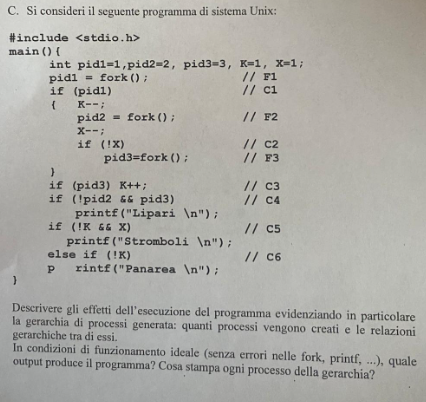 C. Si consideri il seguente programma di sistema Unix:
#include <stdio.h>
main(){
int pid1=1,pid2=2, pid3=3, K=1, X=1;
pid1 = fork(); // F1
if (pid1) // C1
{ K--;
pid2 = fork(); // F2
X--;
if (!X) // C2
pid3=fork(); // F3
}
if (pid3) K++; // C3
if (!pid2 && pid3) // C4
printf("Lipari \n");
if (!K && X) // C5
printf("Stromboli \n");
else if (!K) // C6
p rintf("Panarea \n");
}
Descrivere gli effetti dell'esecuzione del programma evidenziando in particolare
la gerarchia di processi generata: quanti processi vengono creati e le relazioni
gerarchiche tra di essi.
In condizioni di funzionamento ideale (senza errori nelle fork, printf, ...), quale
output produce il programma? Cosa stampa ogni processo della gerarchia?